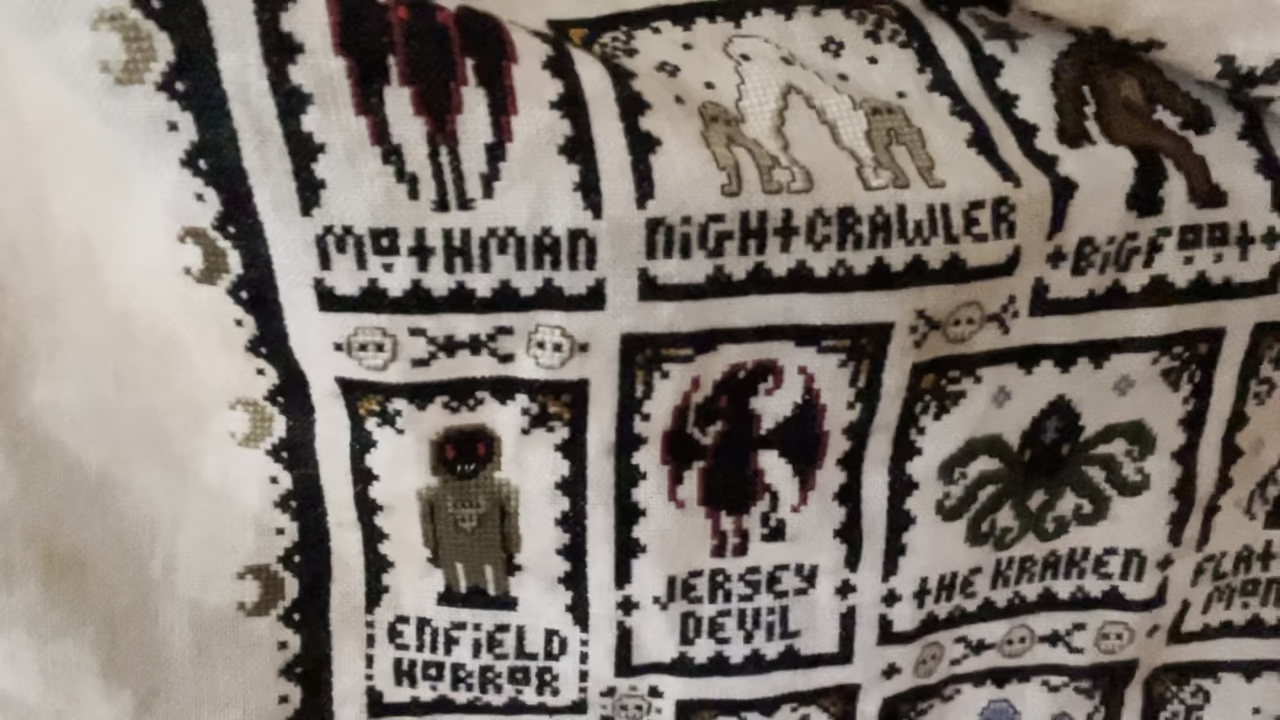 MOTHMAN
NIGHTCRAWLER
BIGFOOT
ENFIELD
HORROR
JERSEY
DEVIL
THE KRAKEN